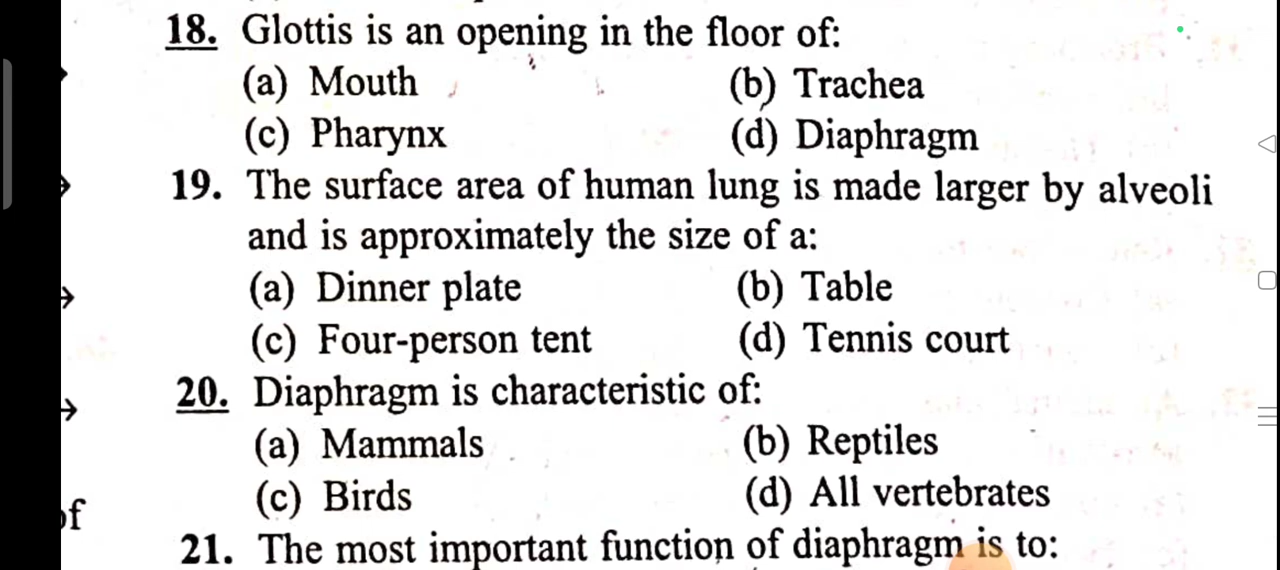 18. Glottis is an opening in the floor of:
(a) Mouth (b) Trachea
(c) Pharynx (d) Diaphragm
19. The surface area of human lung is made larger by alveoli
and is approximately the size of a:
(a) Dinner plate (b) Table
(c) Four-person tent (d) Tennis court
20. Diaphragm is characteristic of:
(a) Mammals (b) Reptiles
(c) Birds (d) All vertebrates
of
21. The most important function of diaphragm is to: